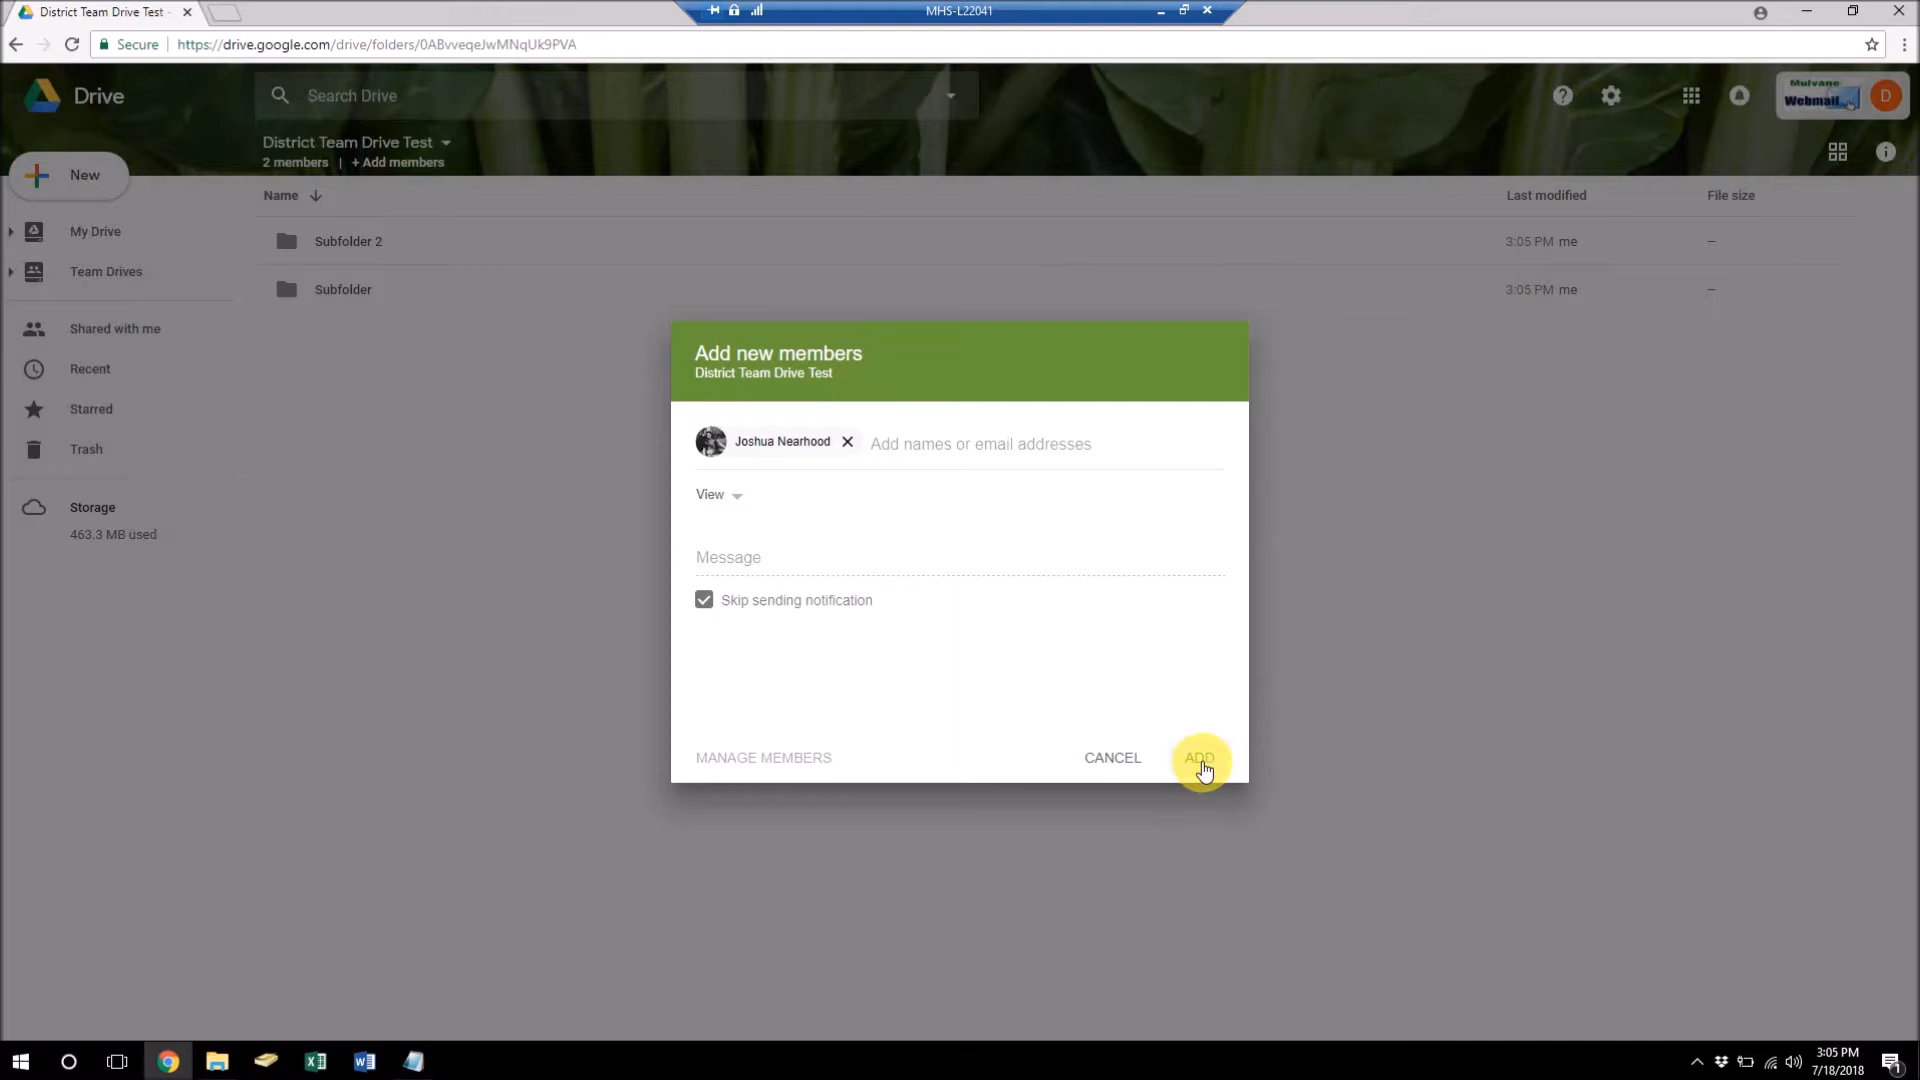 District Team Drive Test -
MHS-L22041
Secure
https://drive.google.com/drive/folders/0ABvveqeJwMNqUk9PVA
Drive
Search Drive
Mulvane
Webmail
D
District Team Drive Test
2 members | + Add members
New
Name
Last modified
File size
My Drive
Subfolder 2
3:05 PM me
–
Team Drives
Subfolder
3:05 PM me
–
Shared with me
Recent
Starred
Trash
Storage
463.3 MB used
Add new members
District Team Drive Test
Joshua Nearhood
Add names or email addresses
View
Message
Skip sending notification
MANAGE MEMBERS
CANCEL
ADD
3:05 PM
7/18/2018
1